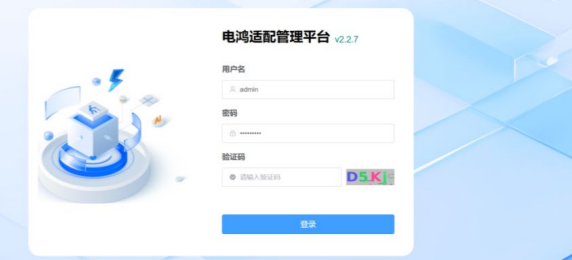 电鸿适配管理平台 v2.2.7
用户名
admin
密码
验证码
请输入验证码 D5Kj
登录